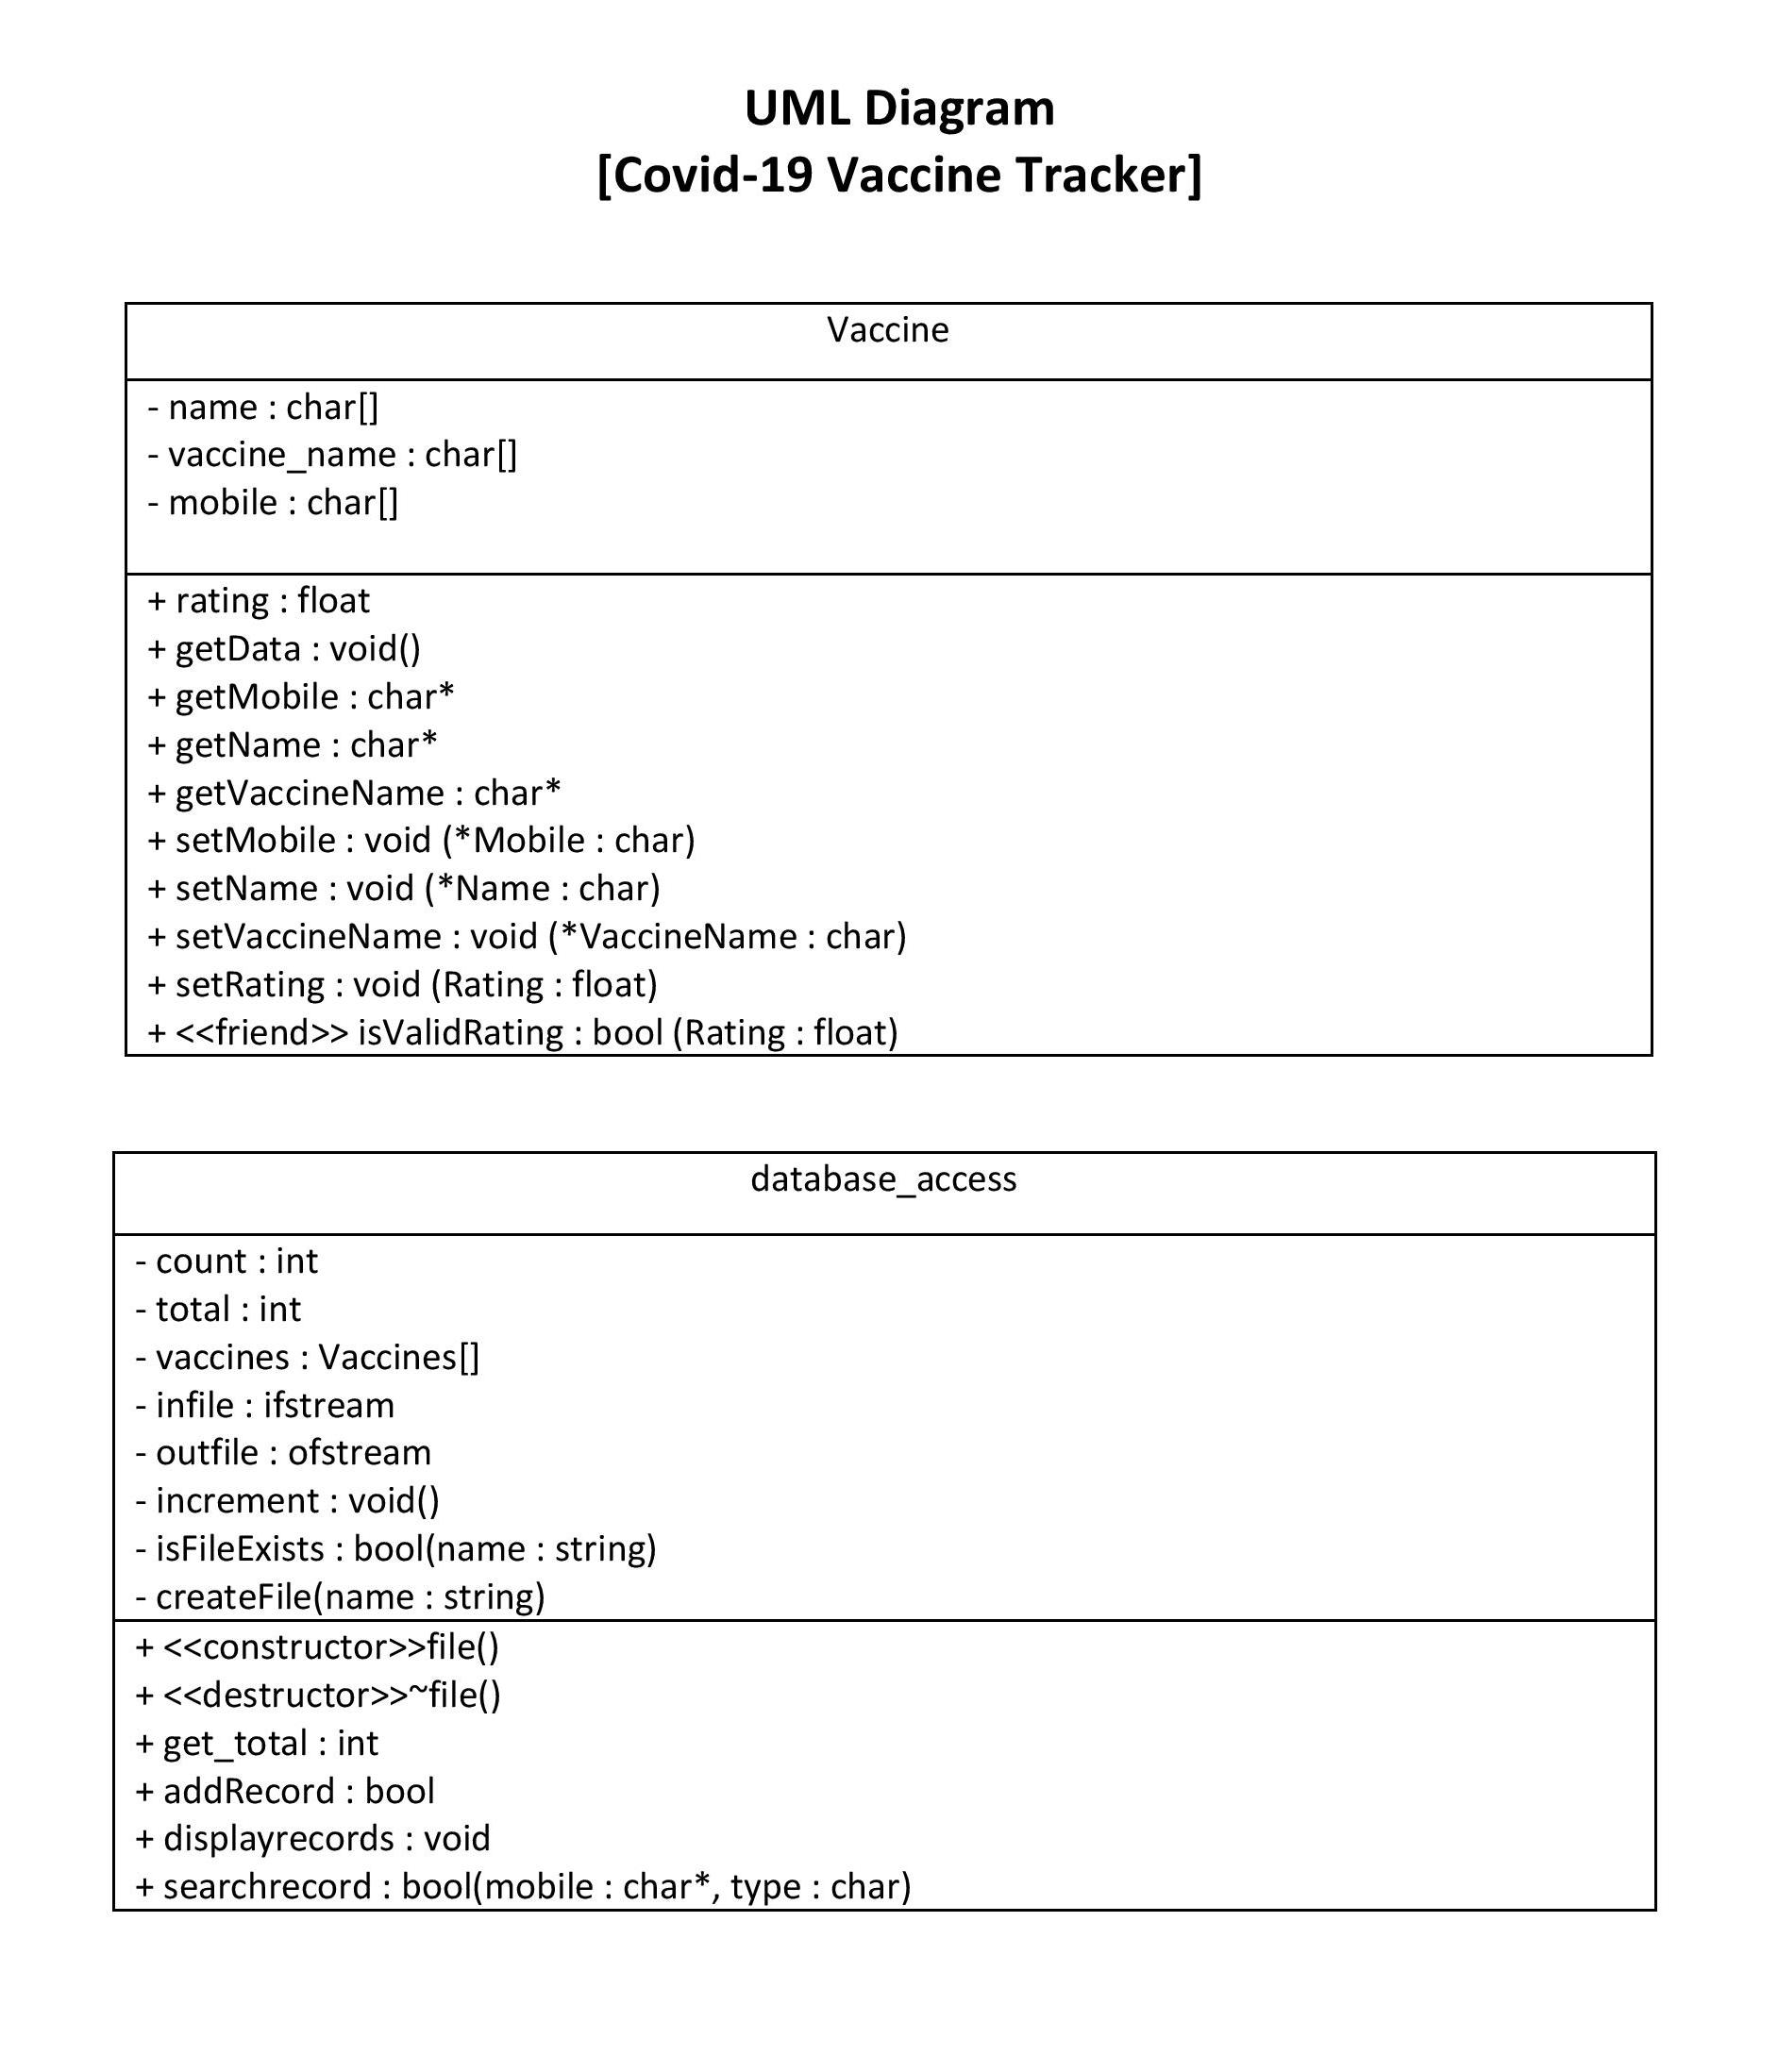 UML Diagram
[Covid-19 Vaccine Tracker]
Vaccine
- name : char[]
- vaccine_name : char[]
- mobile : char[]
+ rating : float
+ getData : void()
+ getMobile : char*
+ getName : char*
+ getVaccineName : char*
+ setMobile : void (*Mobile : char)
+ setName : void (*Name : char)
+ setVaccineName : void (*VaccineName : char)
+ setRating : void (Rating : float)
+ <<friend>> isValidRating : bool (Rating : float)
database_access
- count : int
- total : int
- vaccines : Vaccines[]
- infile : ifstream
- outfile : ofstream
- increment : void()
- isFileExists : bool(name : string)
- createFile(name : string)
+ <<constructor>>file()
+ <<destructor>>~file()
+ get_total : int
+ addRecord : bool
+ displayrecords : void
+ searchrecord : bool(mobile : char*, type : char)